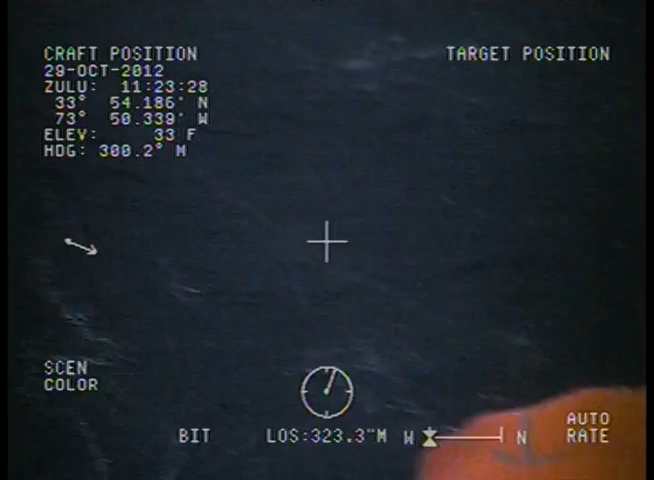 CRAFT POSITION
29-OCT-2012
ZULU: 11:23:28
33° 54.186' N
73° 50.339' W
ELEV: 33 F
HDG: 300.2° M
TARGET POSITION
SCEN
COLOR
BIT
LOS:323.3°M
W
N
AUTO
RATE